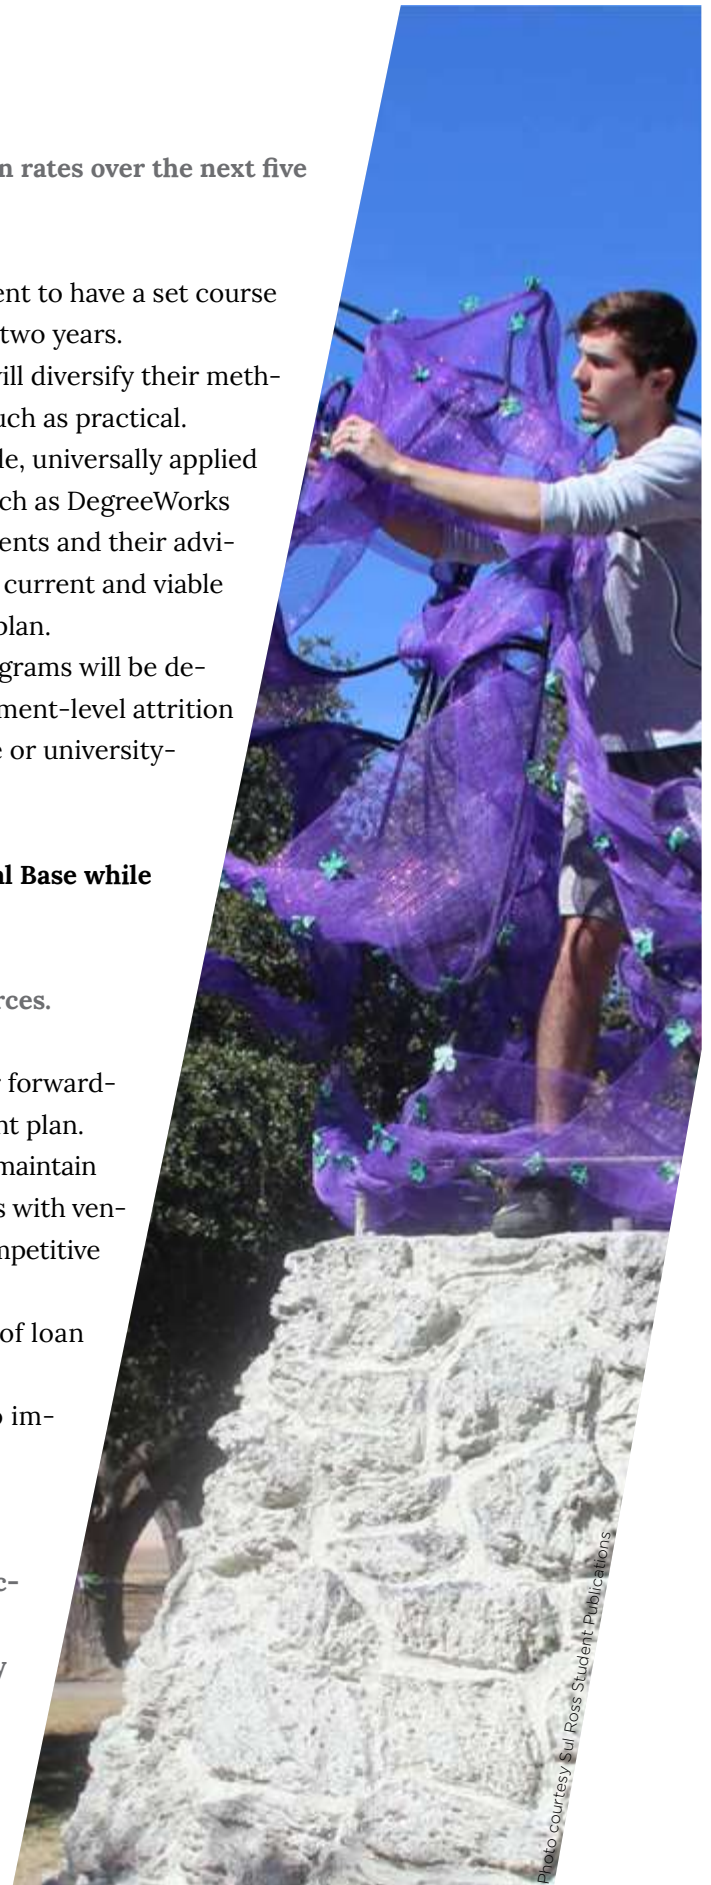 n rates over the next five
ent to have a set course
two years.
vill diversify their meth-
uch as practical.
le, universally applied
ch as DegreeWorks
ents and their advi-
current and viable
plan.
grams will be de-
ment-level attrition
e or university-
al Base while
rces.
forward-
nt plan.
maintain
s with ven-
mpetitive
of loan
o im-
c-
y
Photo courtesy Sul Ross Student Publications